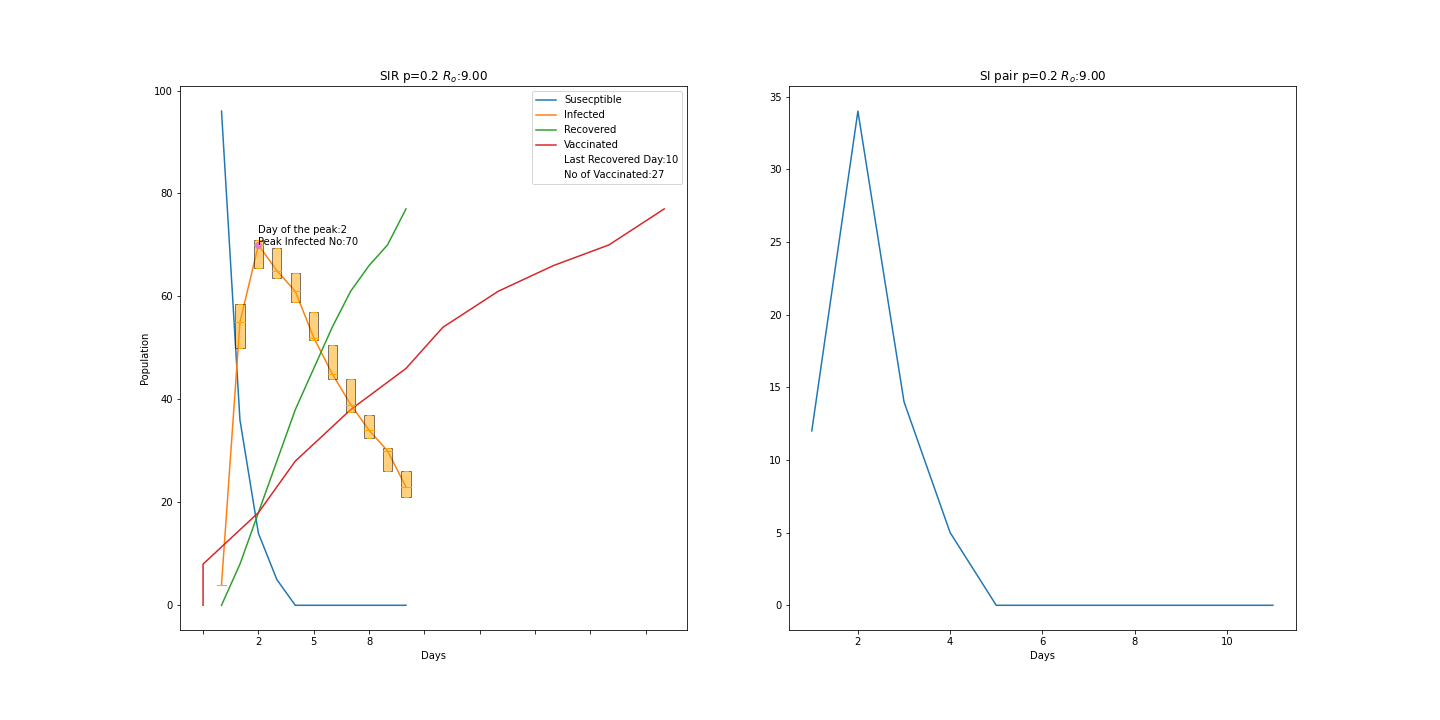 SIR p=0.2 Rₒ:9.00
100
80
60
40
20
0
Population
Susecptible
Infected
Recovered
Vaccinated
Last Recovered Day:10
No of Vaccinated:27
Day of the peak:2
Peak Infected No:70
2 5 8
Days
SI pair p=0.2 Rₒ:9.00
35
30
25
20
15
10
5
0
2 4 6 8 10
Days